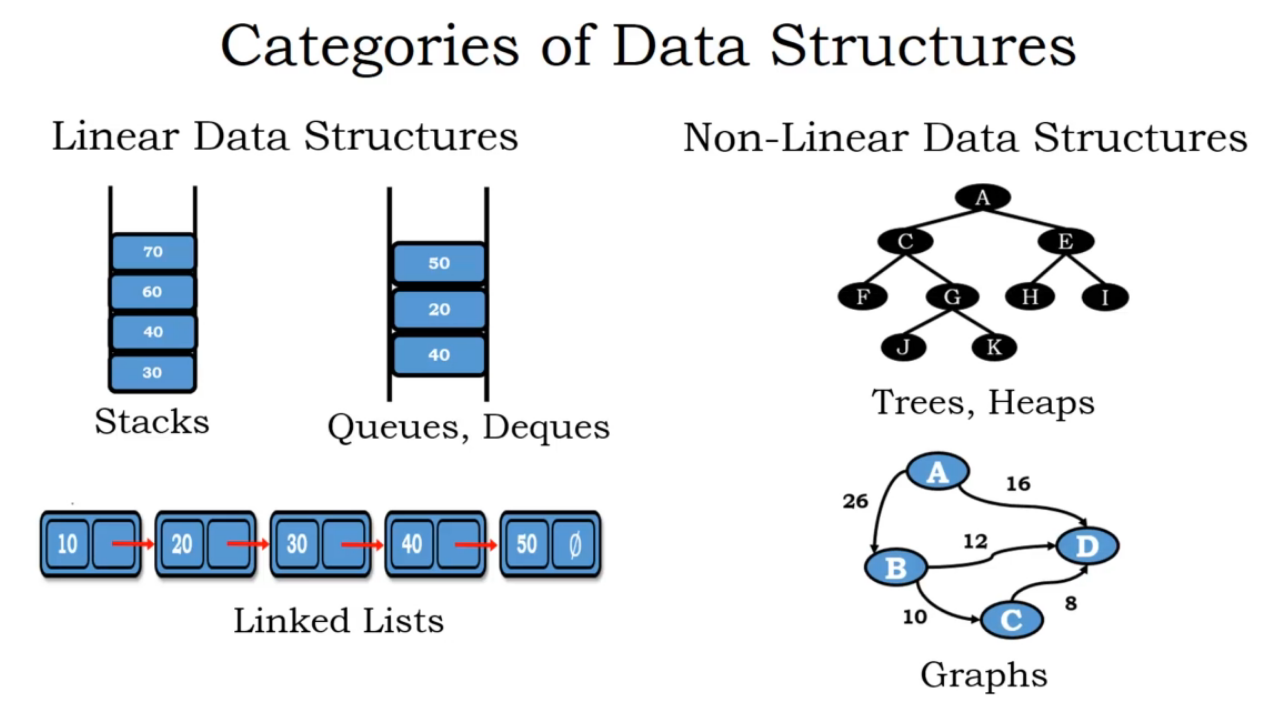 Categories of Data Structures
Linear Data Structures
70
60
40
30
Stacks
50
20
40
Queues, Deques
10 20 30 40 50 Ø
Linked Lists
Non-Linear Data Structures
A
C E
F G H I
J K
Trees, Heaps
A
26 16
12
B D
10 8
C
Graphs